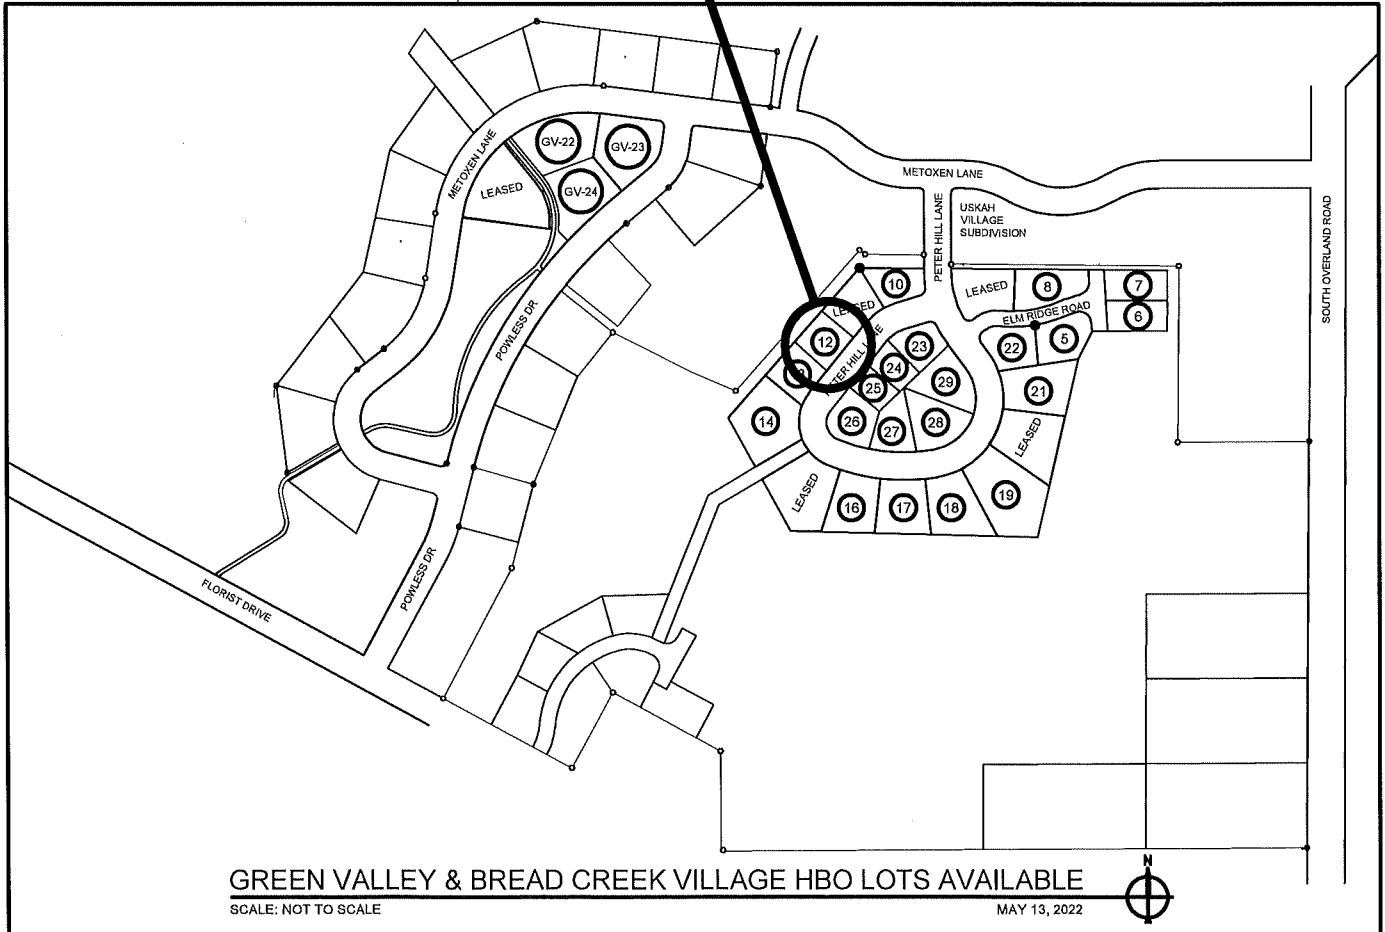 GV-22
GV-23
GV-24
METOXEN LANE
LEASED
METOXEN LANE
PETER HILL LANE
USKAH
VILLAGE
SUBDIVISION
SOUTH OVERLAND ROAD
POWLESS DR
10
LEASED
8
7
6
LEASED
ELM RIDGE ROAD
12
PETER HILL LANE
23
22
5
24
25
29
21
14
26
27
28
LEASED
LEASED
16
17
18
19
POWLESS DR
FLORIST DRIVE
GREEN VALLEY & BREAD CREEK VILLAGE HBO LOTS AVAILABLE
SCALE: NOT TO SCALE
MAY 13, 2022
N